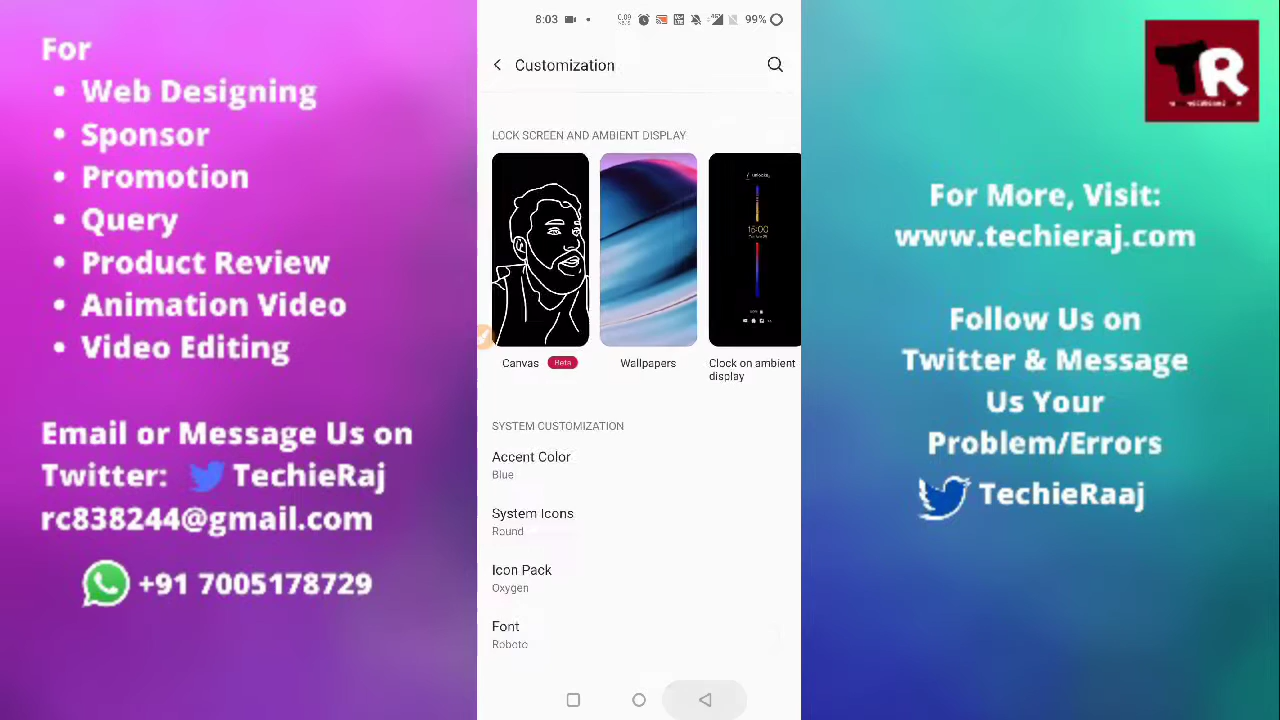 For
• Web Designing
• Sponsor
• Promotion
• Query
• Product Review
• Animation Video
• Video Editing
Email or Message Us on
Twitter: TechieRaj
rc838244@gmail.com
+91 7005178729
8:03
99%
Customization
LOCK SCREEN AND AMBIENT DISPLAY
15:00
Canvas Beta
Wallpapers
Clock on ambient
display
SYSTEM CUSTOMIZATION
Accent Color
Blue
System Icons
Round
Icon Pack
Oxygen
Font
Roboto
TR
For More, Visit:
www.techieraj.com
Follow Us on
Twitter & Message
Us Your
Problem/Errors
TechieRaaj